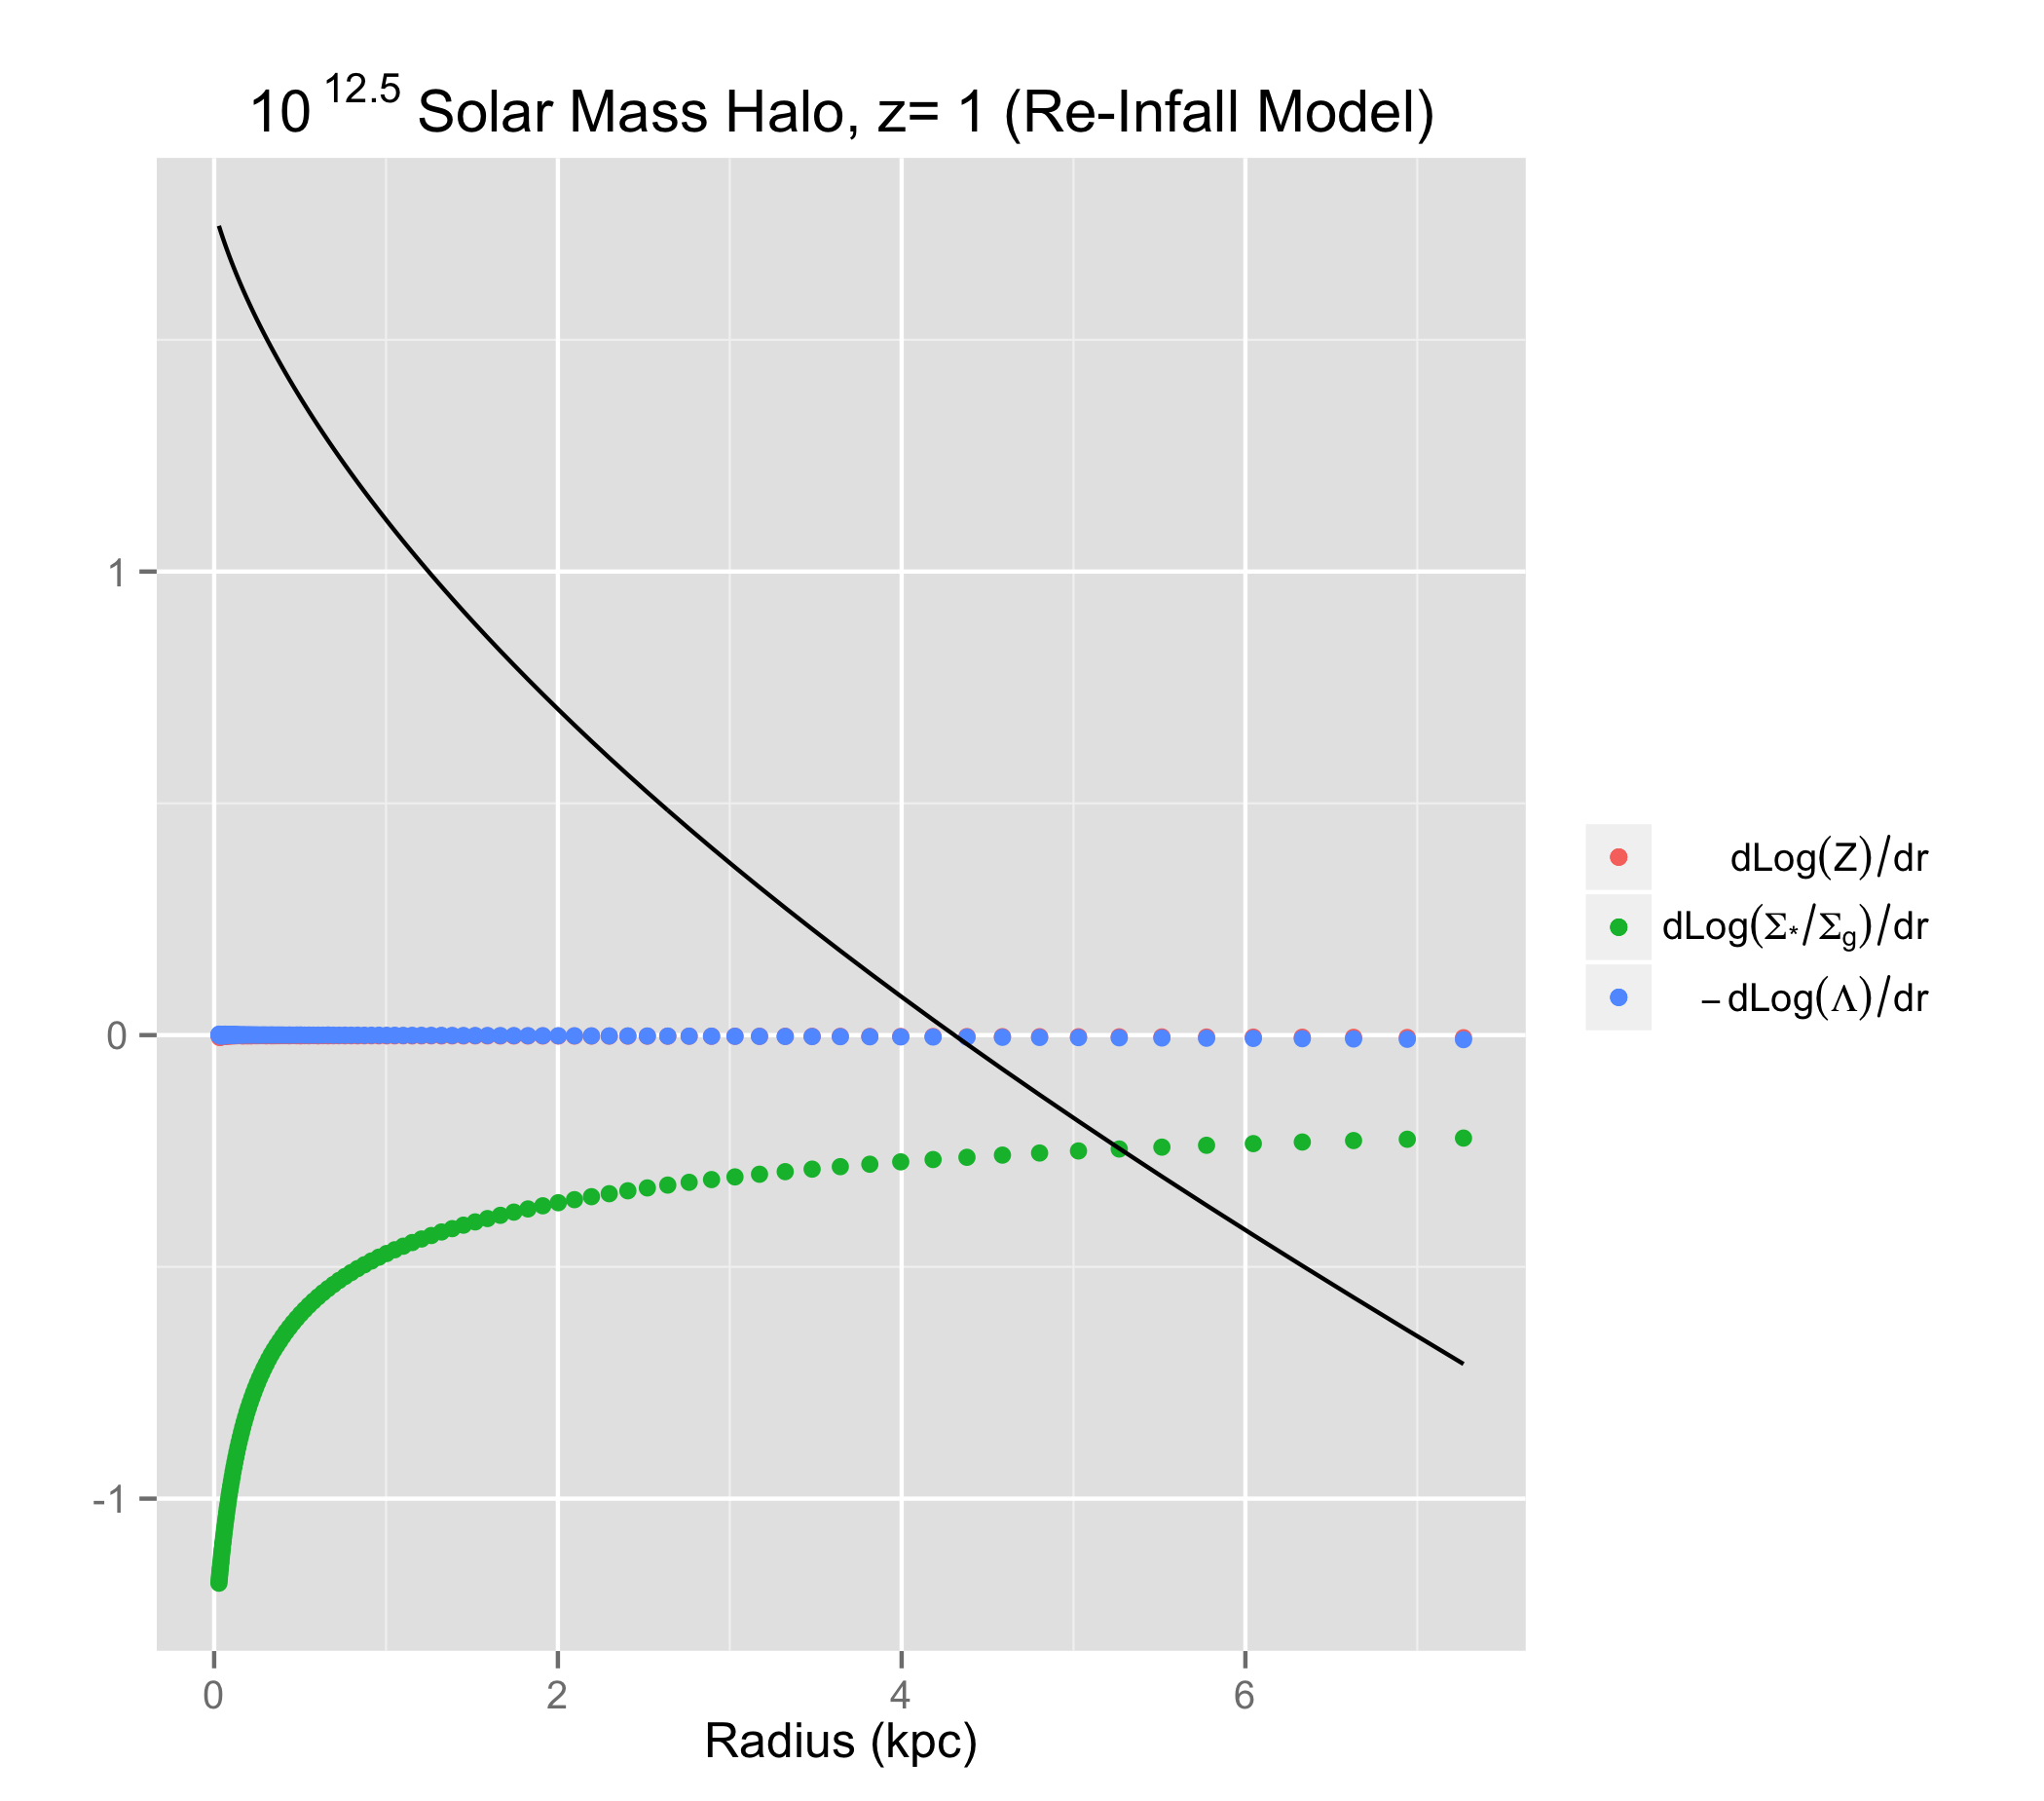 10^12.5 Solar Mass Halo, z= 1 (Re-Infall Model)
1
0
-1
0 2 4 6
Radius (kpc)
dLog(Z)/dr
dLog(Σ*/Σg)/dr
− dLog(Λ)/dr